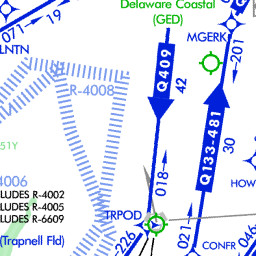 Delaware Coastal
(GED)
071
19
LNTN
MGERK
Q409
42
201
R-4008
Q133-481
30
51Y
018
4006
HOW
LUDES R-4002
LUDES R-4005
LUDES R-6609
TRPOD
(Trapnell Fld)
226
021
CONFR
046